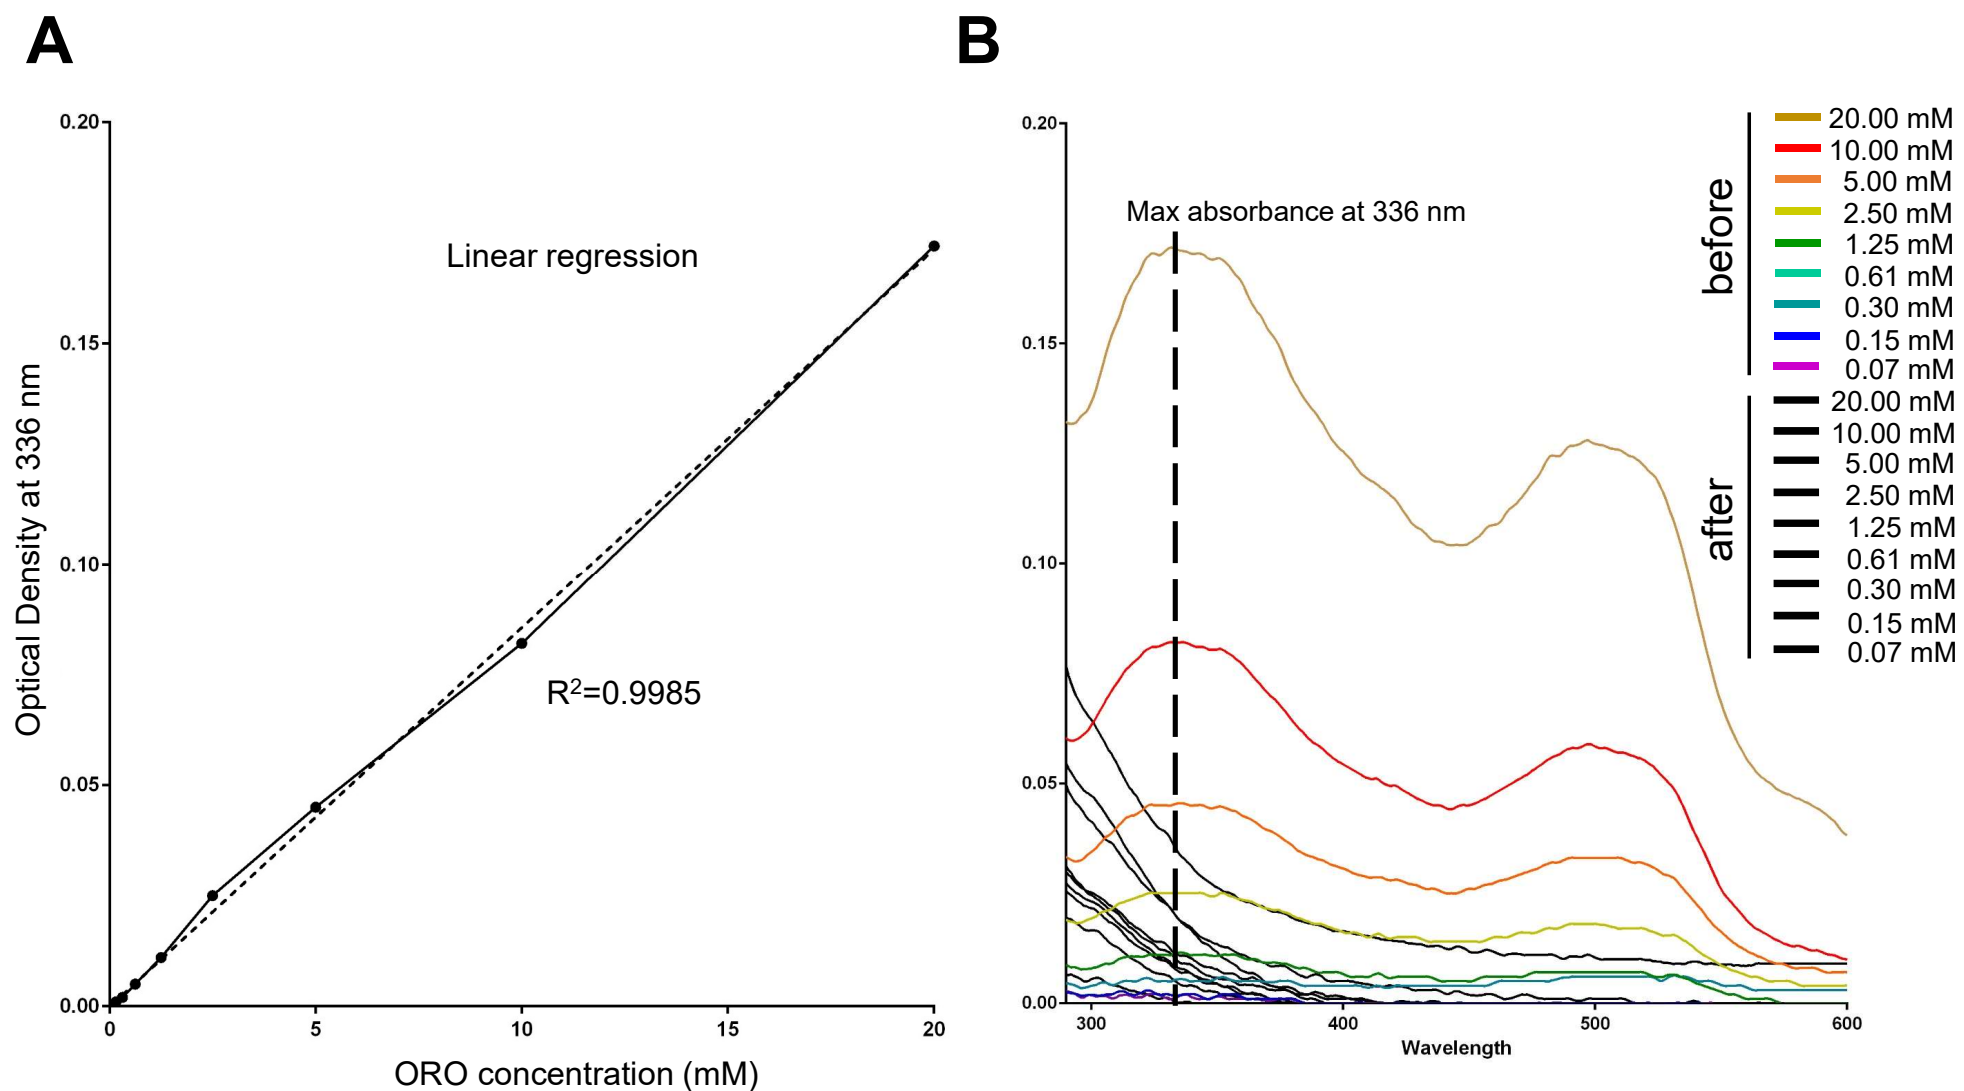 A
0.20
0.15
0.10
0.05
0.00
0
5
10
15
20
Optical Density at 336 nm
ORO concentration (mM)
Linear regression
R²=0.9985
B
0.20
0.15
0.10
0.05
0.00
300
400
500
600
Wavelength
Max absorbance at 336 nm
before
20.00 mM
10.00 mM
5.00 mM
2.50 mM
1.25 mM
0.61 mM
0.30 mM
0.15 mM
0.07 mM
after
20.00 mM
10.00 mM
5.00 mM
2.50 mM
1.25 mM
0.61 mM
0.30 mM
0.15 mM
0.07 mM